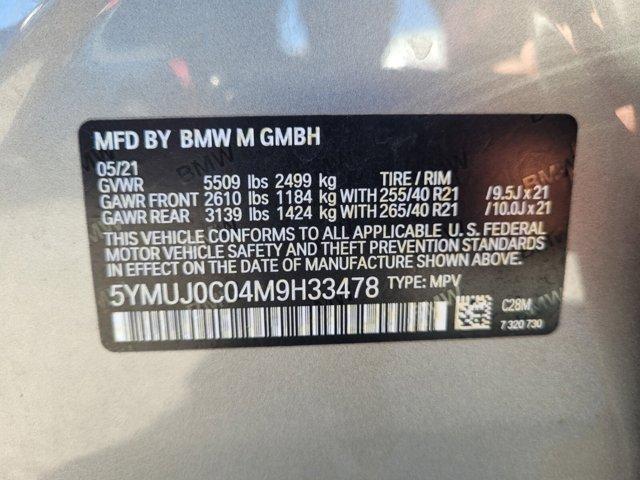 MFD BY BMW M GMBH
05/21
GVWR 5509 lbs 2499 kg TIRE / RIM
GAWR FRONT 2610 lbs 1184 kg WITH 255/40 R21 /9.5J x 21
GAWR REAR 3139 lbs 1424 kg WITH 265/40 R21 /10.0J x 21
THIS VEHICLE CONFORMS TO ALL APPLICABLE U.S. FEDERAL
MOTOR VEHICLE SAFETY AND THEFT PREVENTION STANDARDS
IN EFFECT ON THE DATE OF MANUFACTURE SHOWN ABOVE.
5YMUJ0C04M9H33478 TYPE: MPV
C28M
7 320 730